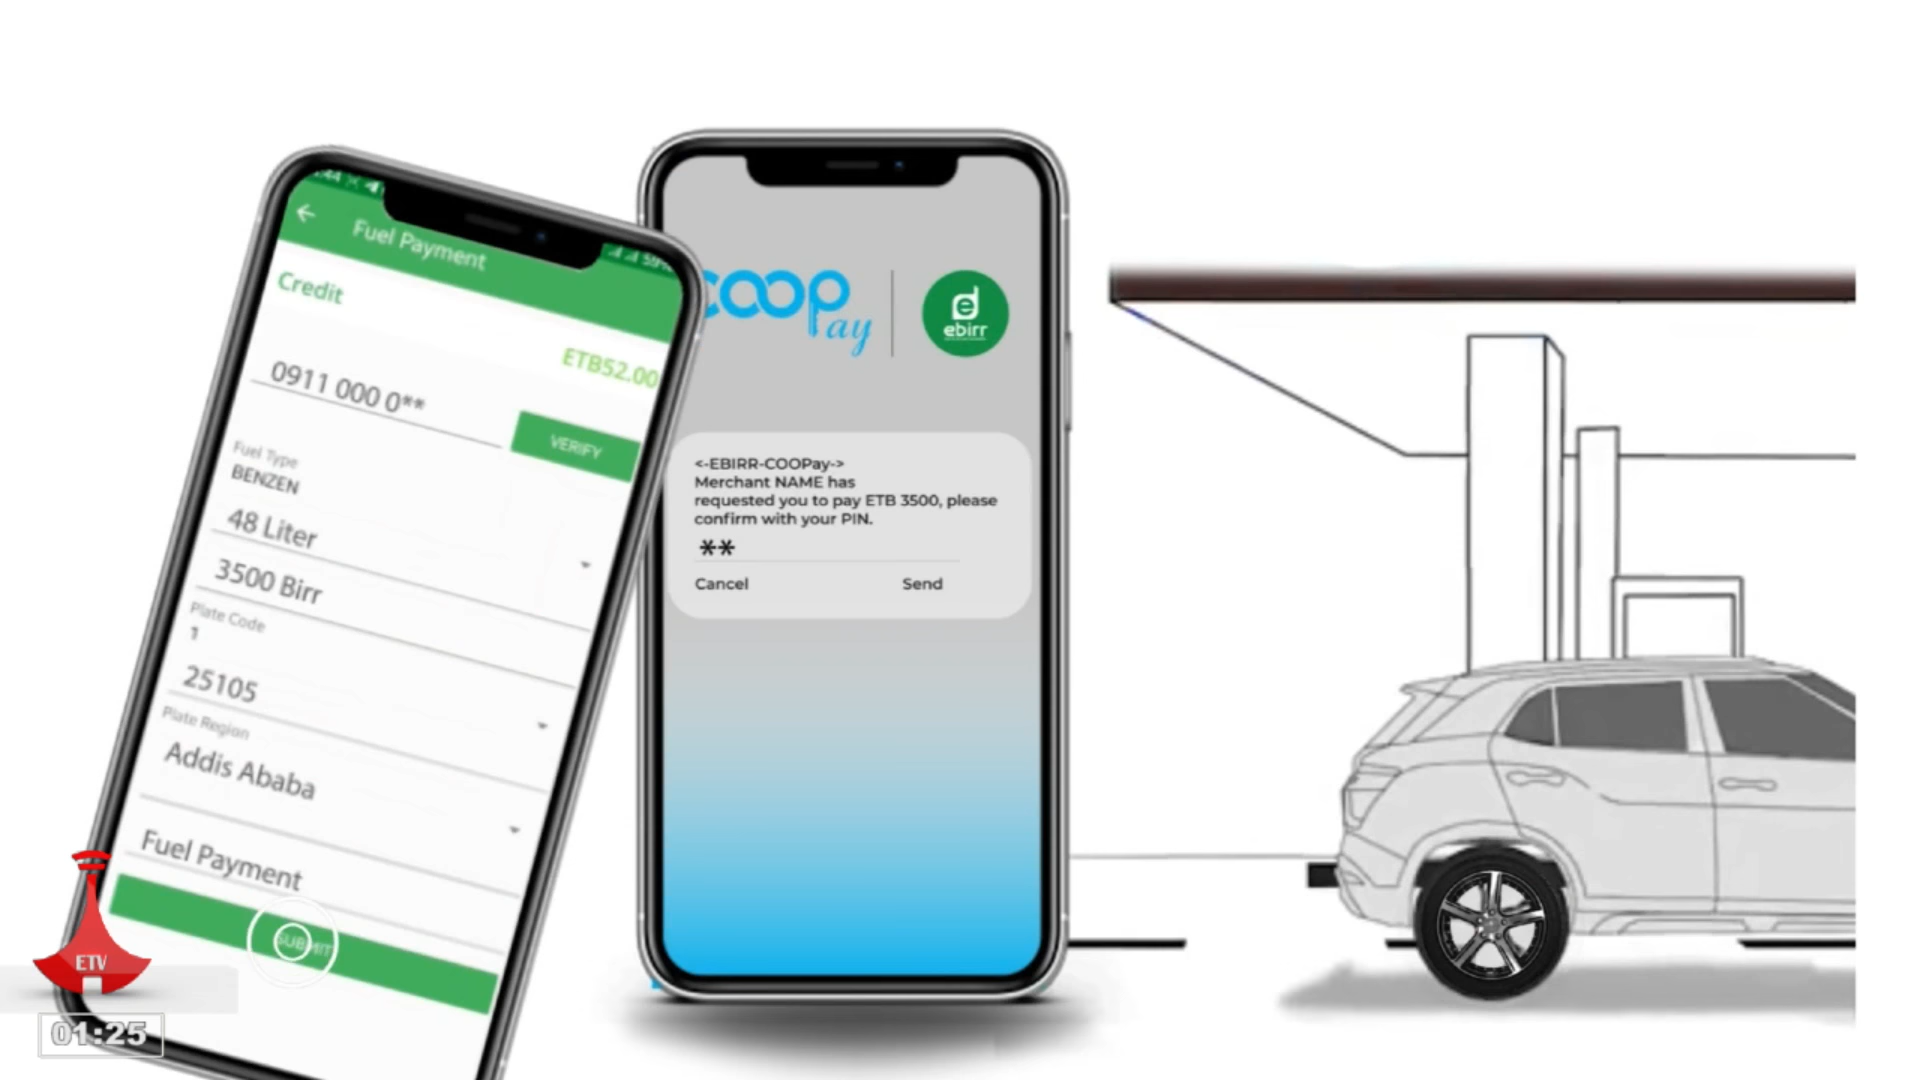 Fuel Payment
Credit
ETB52.00
0911 000 0**
VERIFY
Fuel Type
BENZEN
48 Liter
3500 Birr
Plate Code
1
25105
Plate Region
Addis Ababa
Fuel Payment
SUBMIT
coop
ay
ebirr
<-EBIRR-COOPay->
Merchant NAME has
requested you to pay ETB 3500, please
confirm with your PIN.
**
Cancel
Send
ETV
01:25